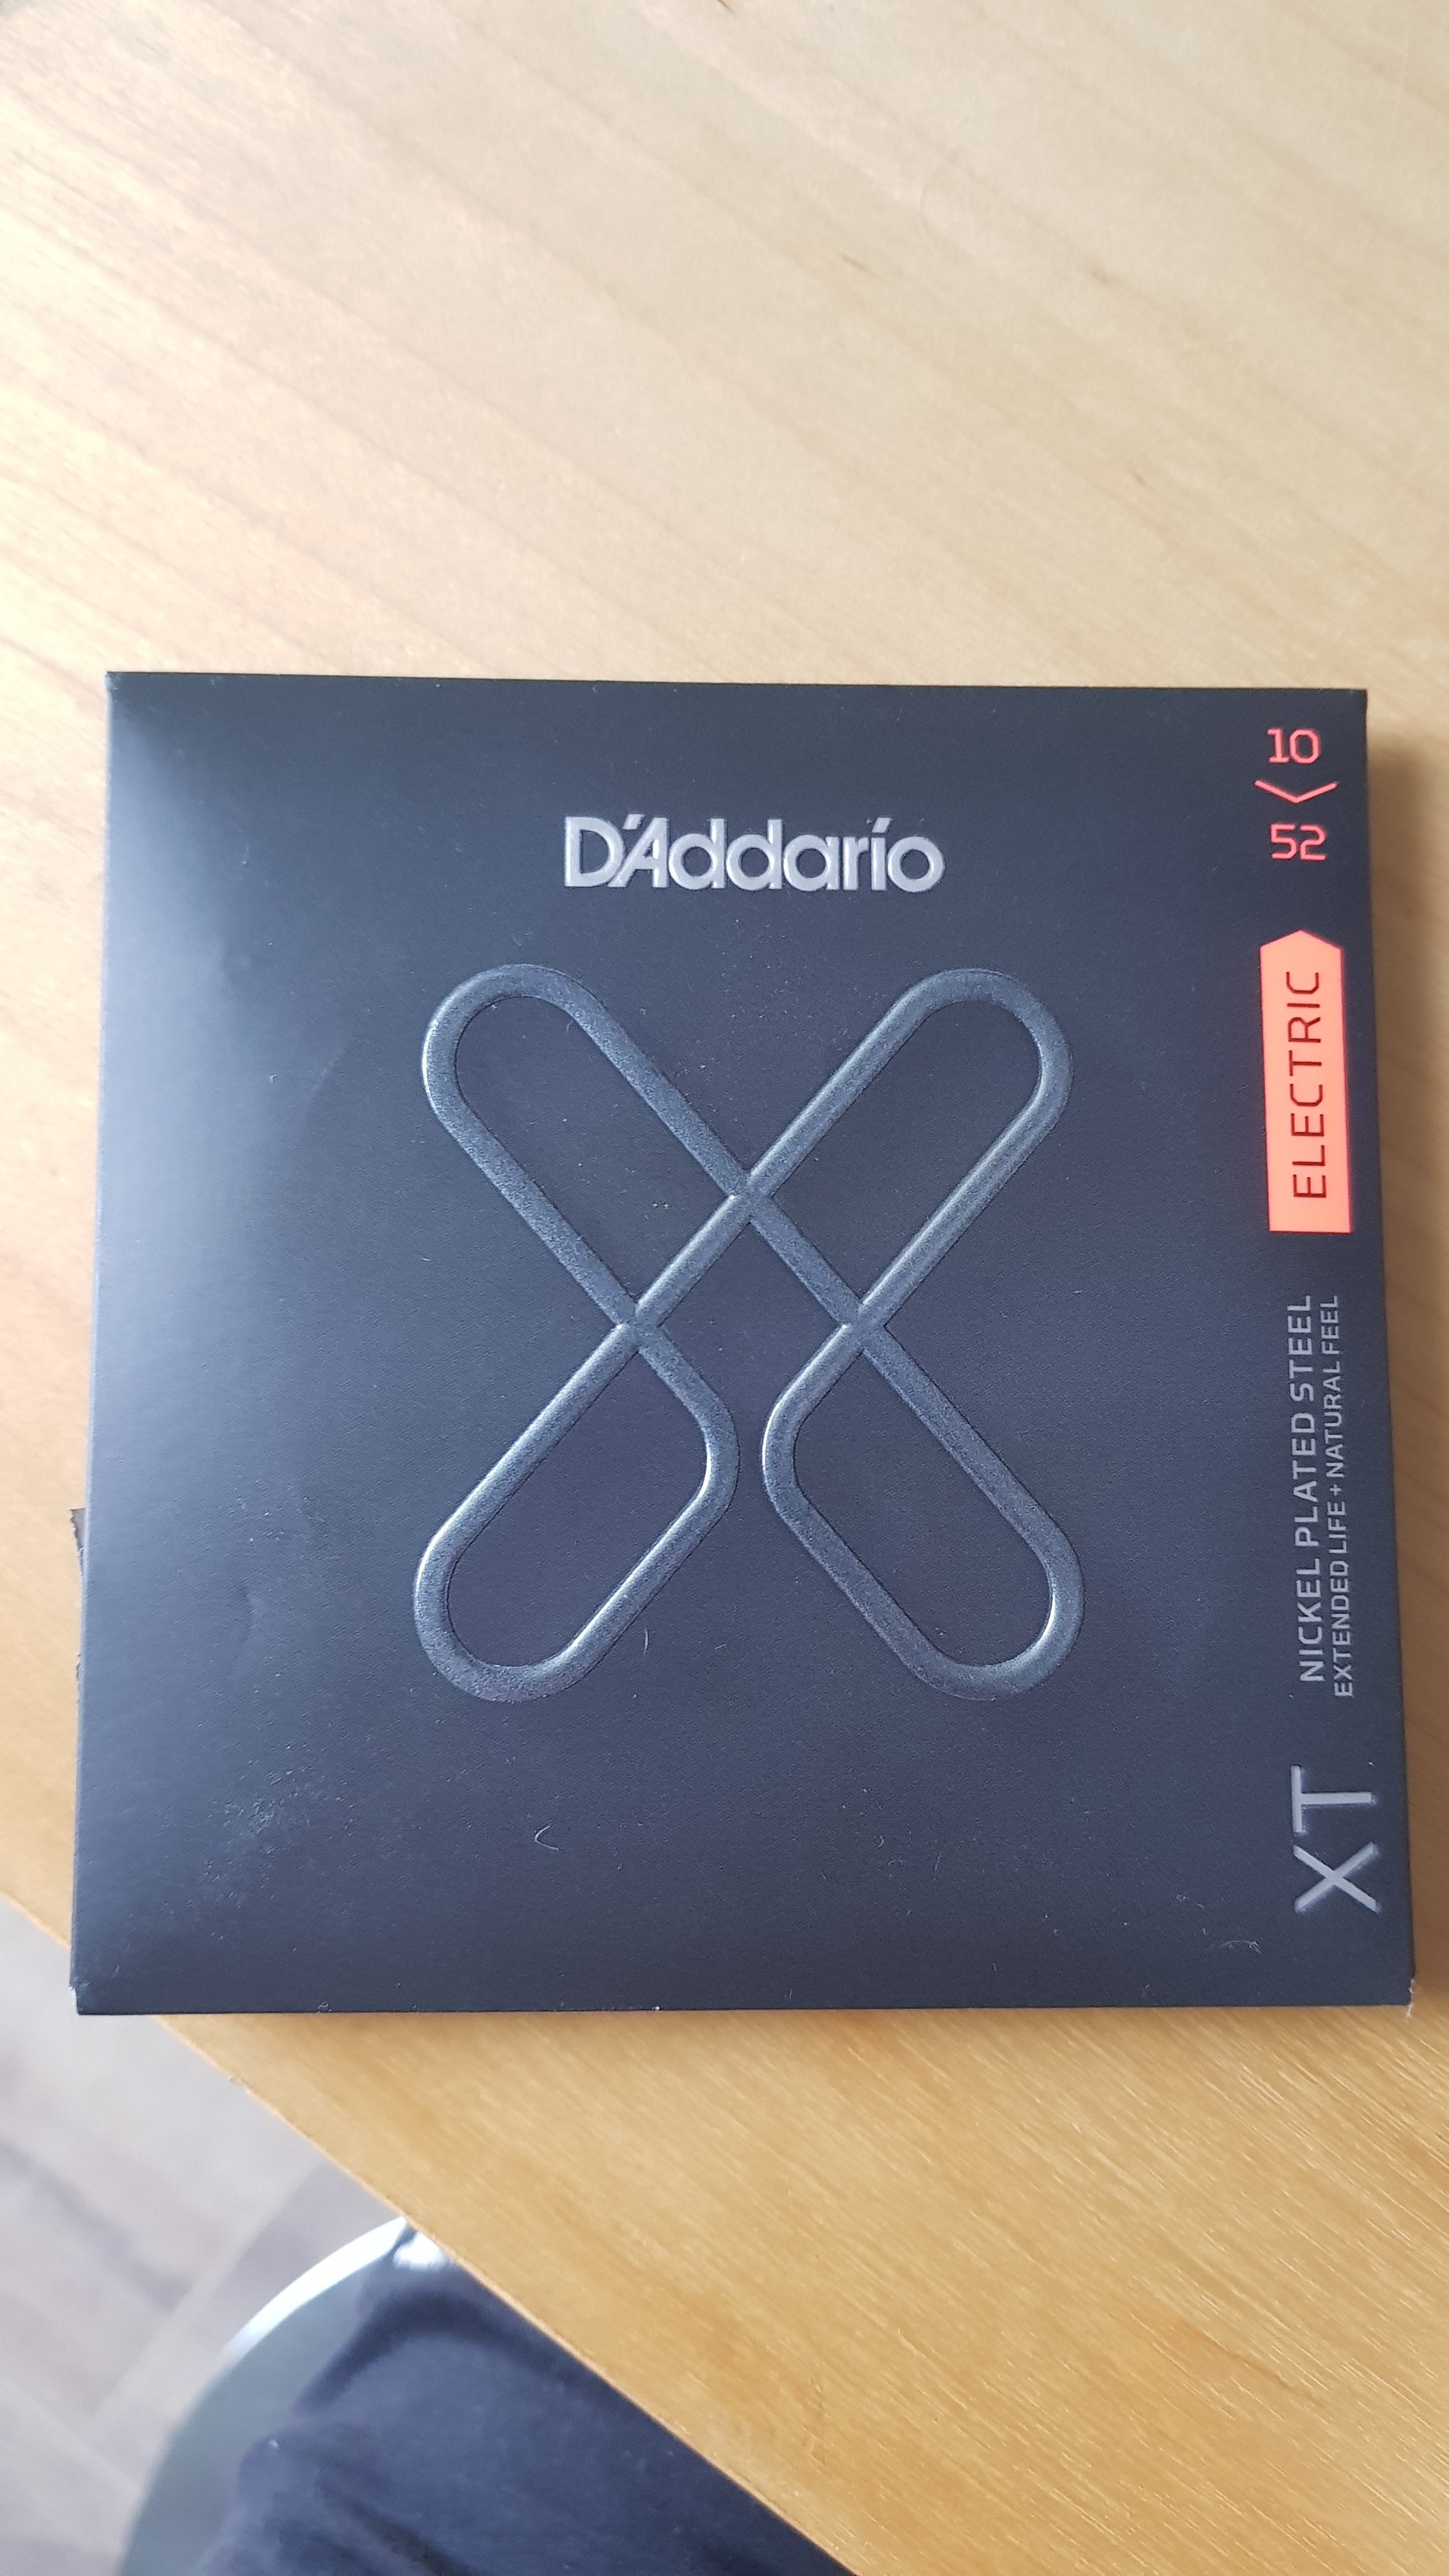 D'Addario
10
52
ELECTRIC
NICKEL PLATED STEEL
EXTENDED LIFE + NATURAL FEEL
XT